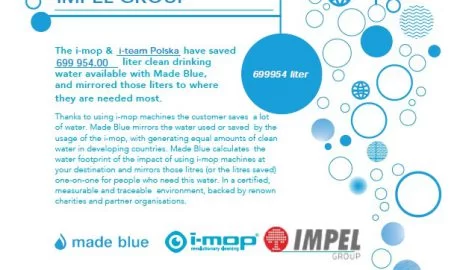 IMPEL GROUP
The i-mop & i-team Polska have saved
699 954.00 liter clean drinking
water available with Made Blue,
and mirrored those liters to where
they are needed most.
699954 liter
Thanks to using i-mop machines the customer saves a lot
of water. Made Blue mirrors the water used or saved by the
usage of the i-mop, with generating equal amounts of clean
water in developing countries. Made Blue calculates the
water footprint of the impact of using i-mop machines at
your destination and mirrors those litres (or the litres saved)
one-on-one for people who need this water. In a certified,
measurable and traceable environment, backed by renown
charities and partner organisations.
made blue
i-mop®
revolutionary cleaning
IMPEL
GROUP